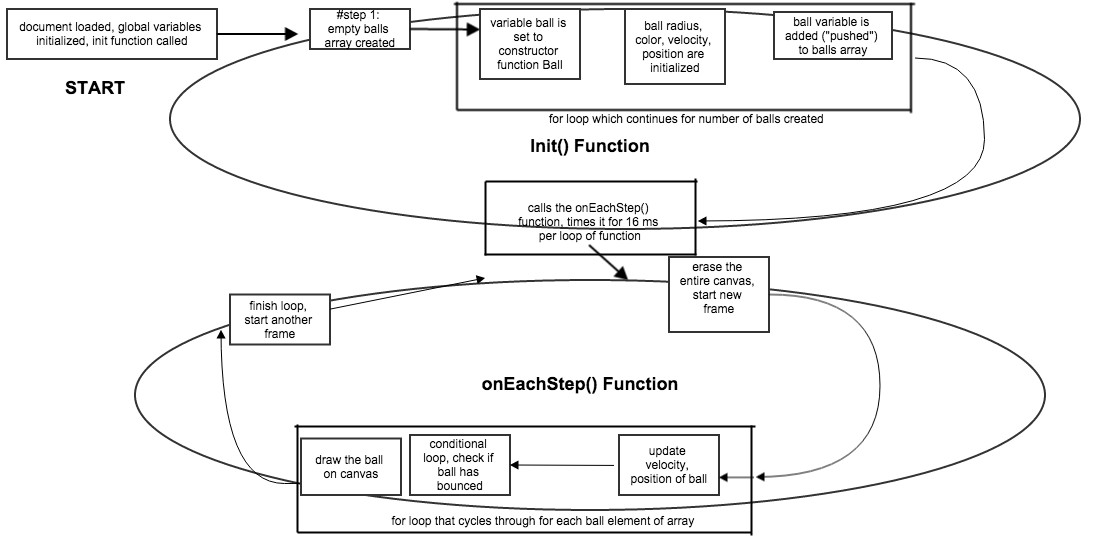 document loaded, global variables
initialized, init function called
START
#step 1:
empty balls
array created
variable ball is
set to
constructor
function Ball
ball radius,
color, velocity,
position are
initialized
ball variable is
added ("pushed")
to balls array
for loop which continues for number of balls created
Init() Function
calls the onEachStep()
function, times it for 16 ms
per loop of function
erase the
entire canvas,
start new
frame
finish loop,
start another
frame
onEachStep() Function
draw the ball
on canvas
conditional
loop, check if
ball has
bounced
update
velocity,
position of ball
for loop that cycles through for each ball element of array